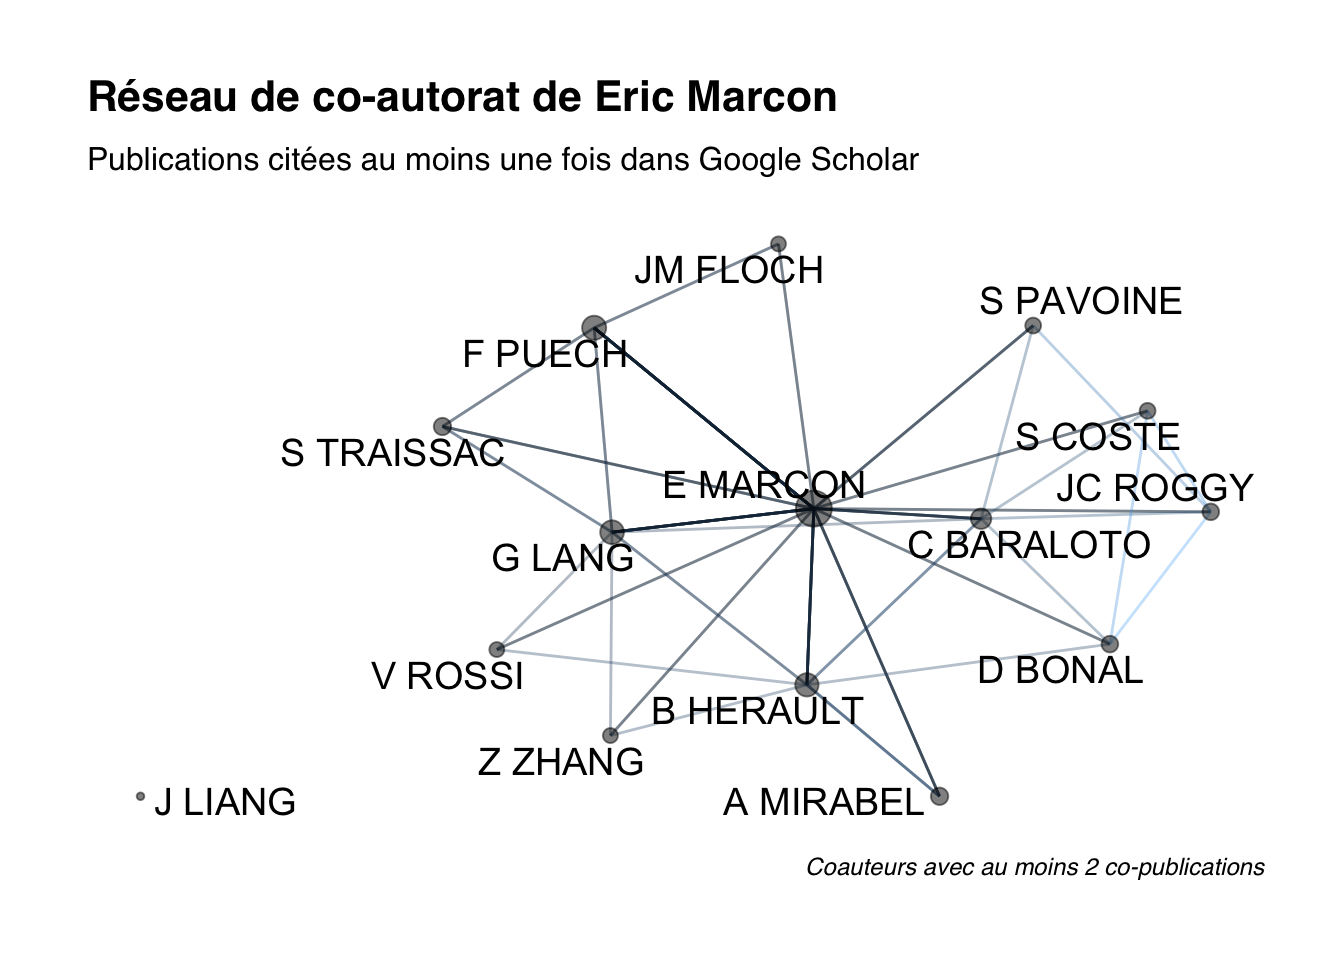 Réseau de co-autorat de Eric Marcon
Publications citées au moins une fois dans Google Scholar
JM FLOCH
S PAVOINE
F PUECH
S COSTE
S TRAISSAC
E MARCON
JC ROGGY
G LANG
C BARALOTO
V ROSSI
D BONAL
B HERAULT
Z ZHANG
J LIANG
A MIRABEL
Coauteurs avec au moins 2 co-publications